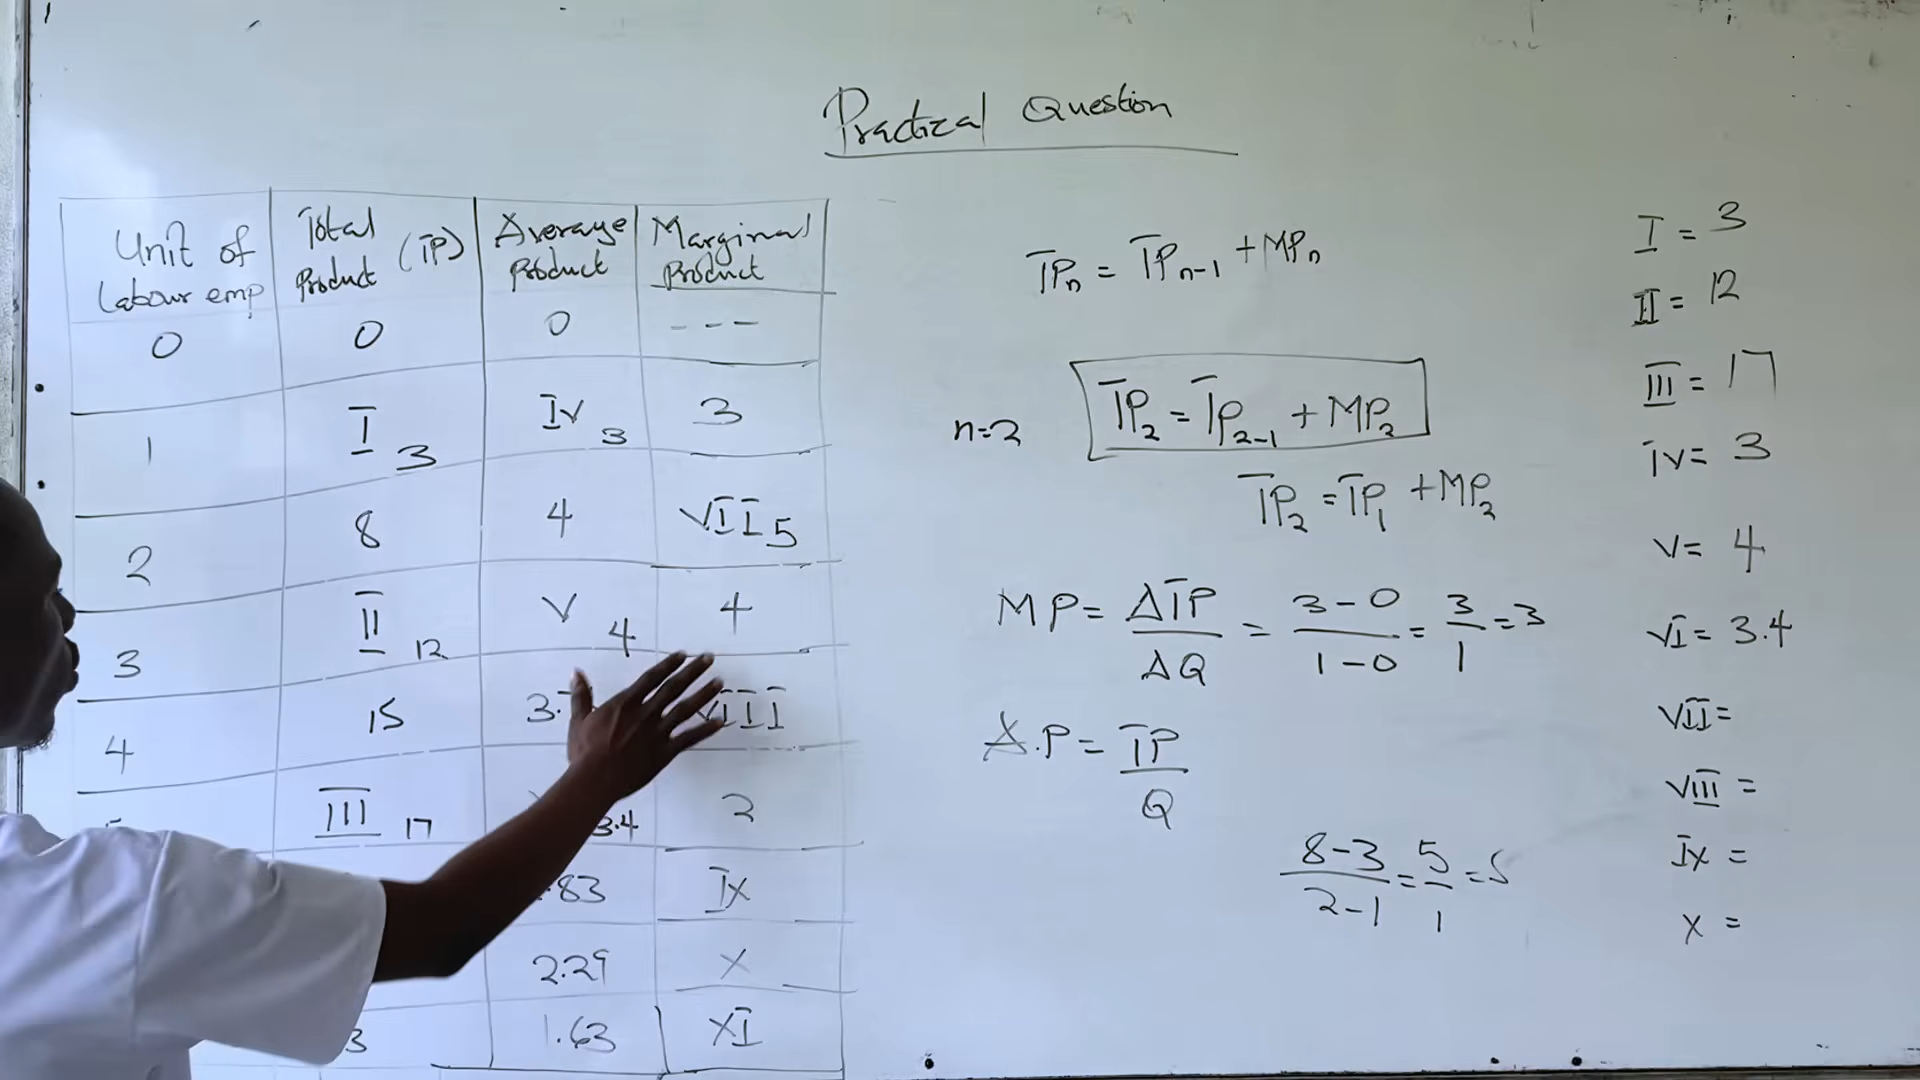 Practical Question
Unit of Labour emp | Total Product (TP) | Average Product | Marginal Product
0 | 0 | 0 | ---
1 | I 3 | IV 3 | 3
2 | 8 | 4 | VII 5
3 | II 12 | V 4 | 4
4 | 15 | 3. | VIII
III 17 | 3.4 | 2
.83 | IX
2.29 | X
3 | 1.63 | XI
TPn = TPn-1 + MPn
n=2 TP2 = TP2-1 + MP2
TP2 = TP1 + MP2
MP = ΔTP/ΔQ = 3-0/1-0 = 3/1 = 3
A.P = TP/Q
8-3/2-1 = 5/1 = 5
I = 3
II = 12
III = 17
IV = 3
V = 4
VI = 3.4
VII =
VIII =
IX =
X =